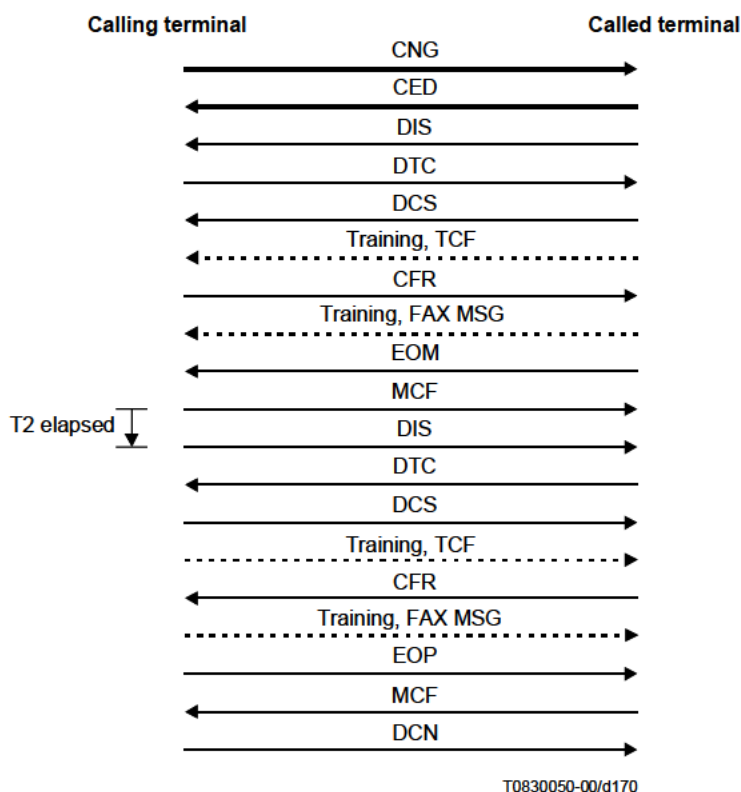 Calling terminal Called terminal
CNG
CED
DIS
DTC
DCS
Training, TCF
CFR
Training, FAX MSG
EOM
MCF
T2 elapsed
DIS
DTC
DCS
Training, TCF
CFR
Training, FAX MSG
EOP
MCF
DCN
T0830050-00/d170